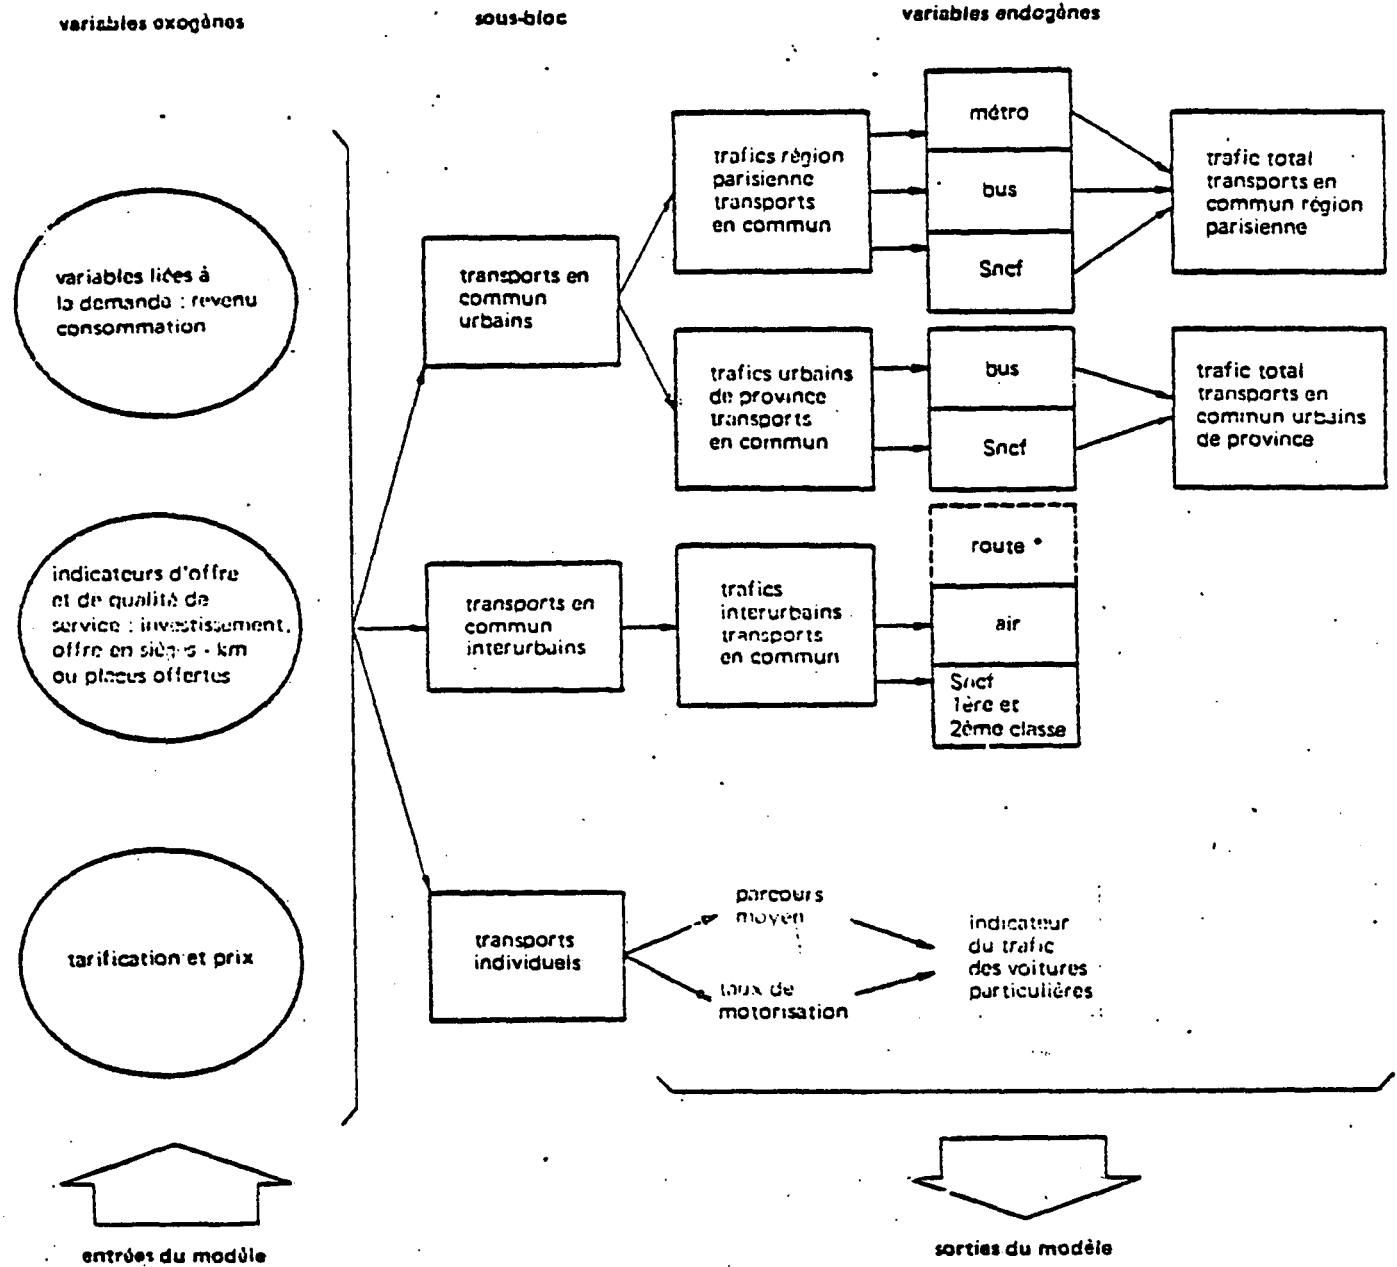 variables exogènes
sous-bloc
variables endogènes
variables liées à
la demande : revenu
consommation
indicateurs d'offre
et de qualité de
service : investissement,
offre en sièges - km
ou places offertes
tarification et prix
entrées du modèle
transports en
commun
urbains
transports en
commun
interurbains
transports
individuels
trafics région
parisienne
transports
en commun
métro
bus
Sncf
trafic total
transports en
commun région
parisienne
trafics urbains
de province
transports
en commun
bus
Sncf
trafic total
transports en
commun urbains
de province
trafics
interurbains
transports
en commun
route *
air
Sncf
1ère et
2ème classe
parcours
moyen
taux de
motorisation
indicateur
du trafic
des voitures
particulières
sorties du modèle